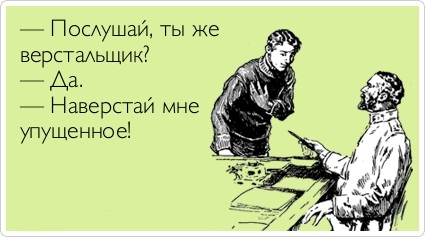 — Послушай, ты же
верстальщик?
— Да.
— Наверстай мне
упущенное!